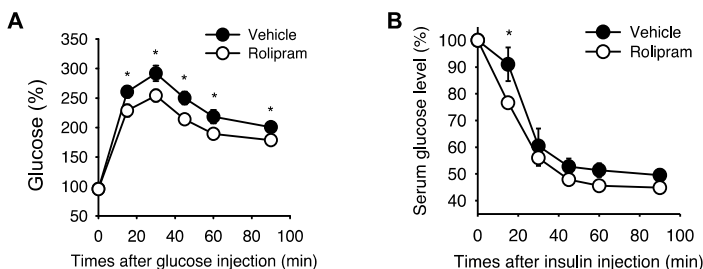 A
Vehicle
Rolipram
Glucose (%)
350
300
250
200
150
100
50
* * * * *
0 20 40 60 80 100
Times after glucose injection (min)
B
Vehicle
Rolipram
Serum glucose level (%)
100
90
80
70
60
50
40
*
0 20 40 60 80 100
Times after insulin injection (min)